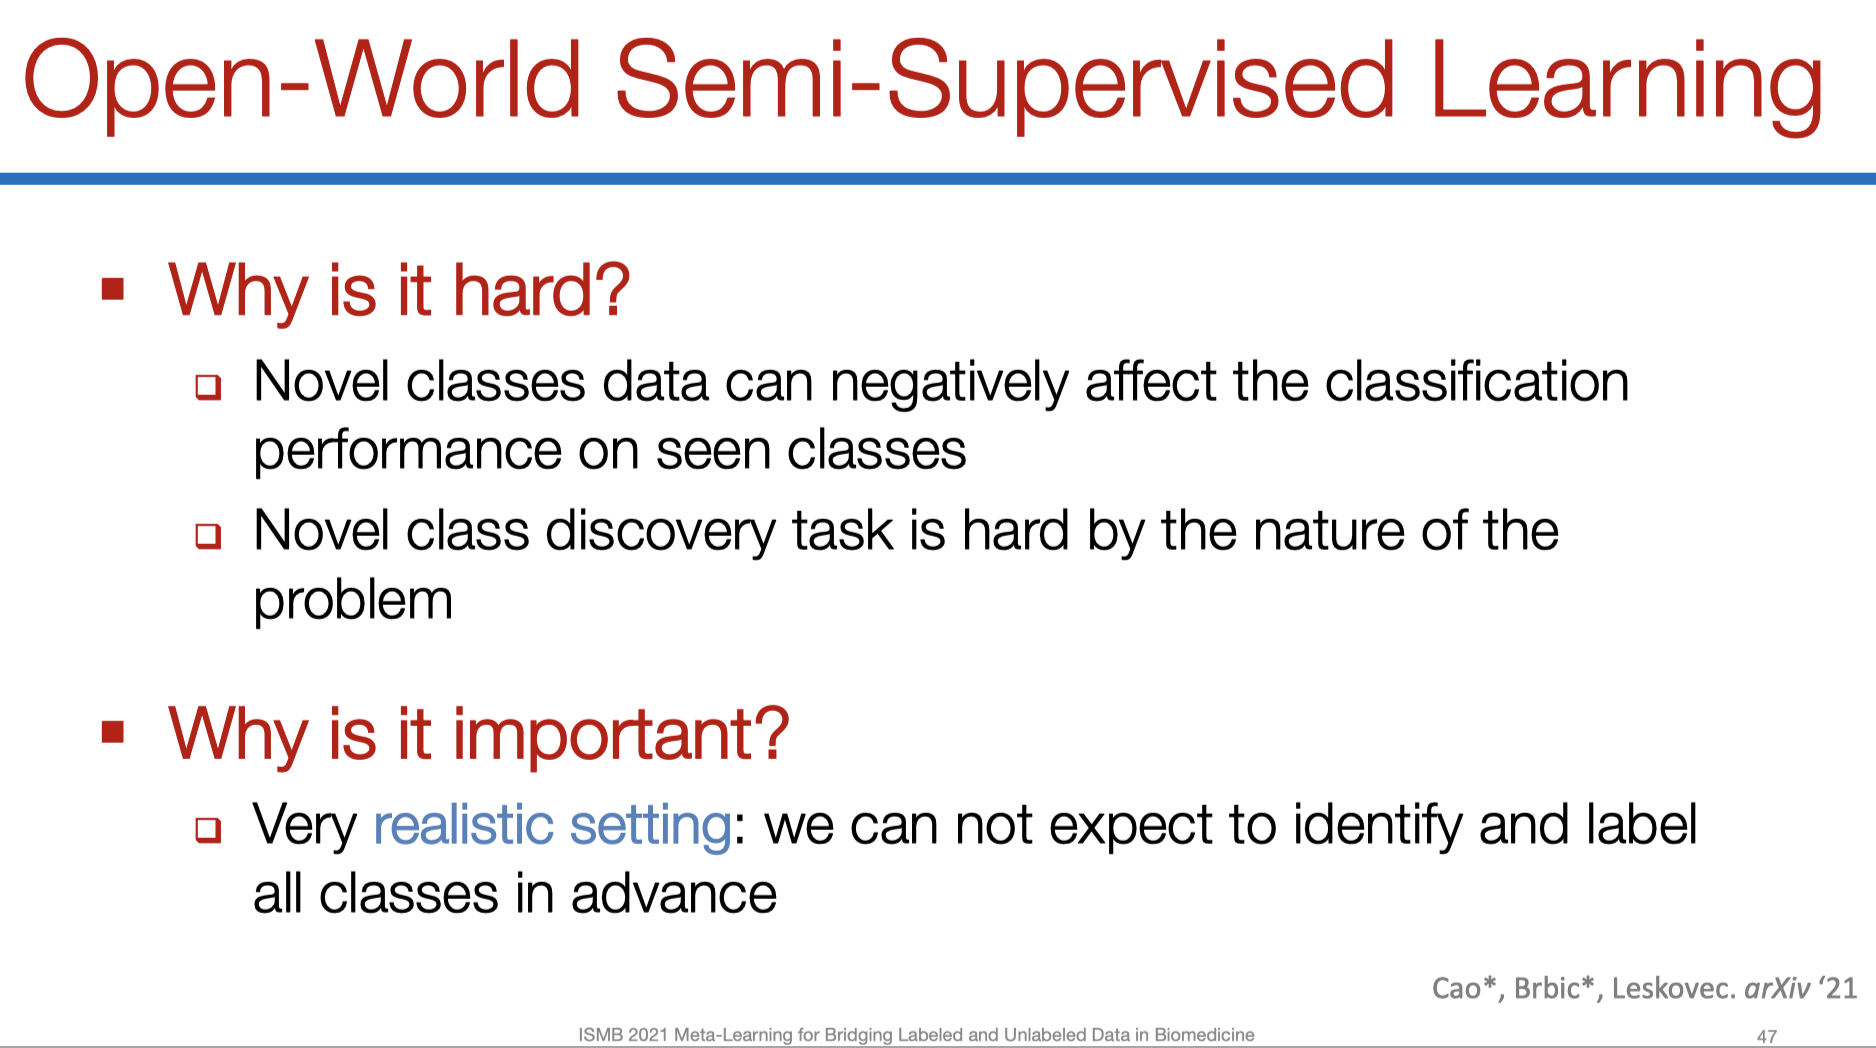 Open-World Semi-Supervised Learning
Why is it hard?
Novel classes data can negatively affect the classification
performance on seen classes
Novel class discovery task is hard by the nature of the
problem
Why is it important?
Very realistic setting: we can not expect to identify and label
all classes in advance
Cao*, Brbic*, Leskovec. arXiv ‘21
ISMB 2021 Meta-Learning for Bridging Labeled and Unlabeled Data in Biomedicine
47